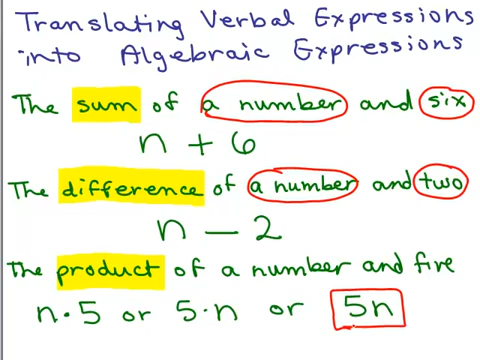 Translating Verbal Expressions
into Algebraic Expressions
The sum of a number and six
n + 6
The difference of a number and two
n – 2
The product of a number and five
n · 5 or 5 · n or 5n